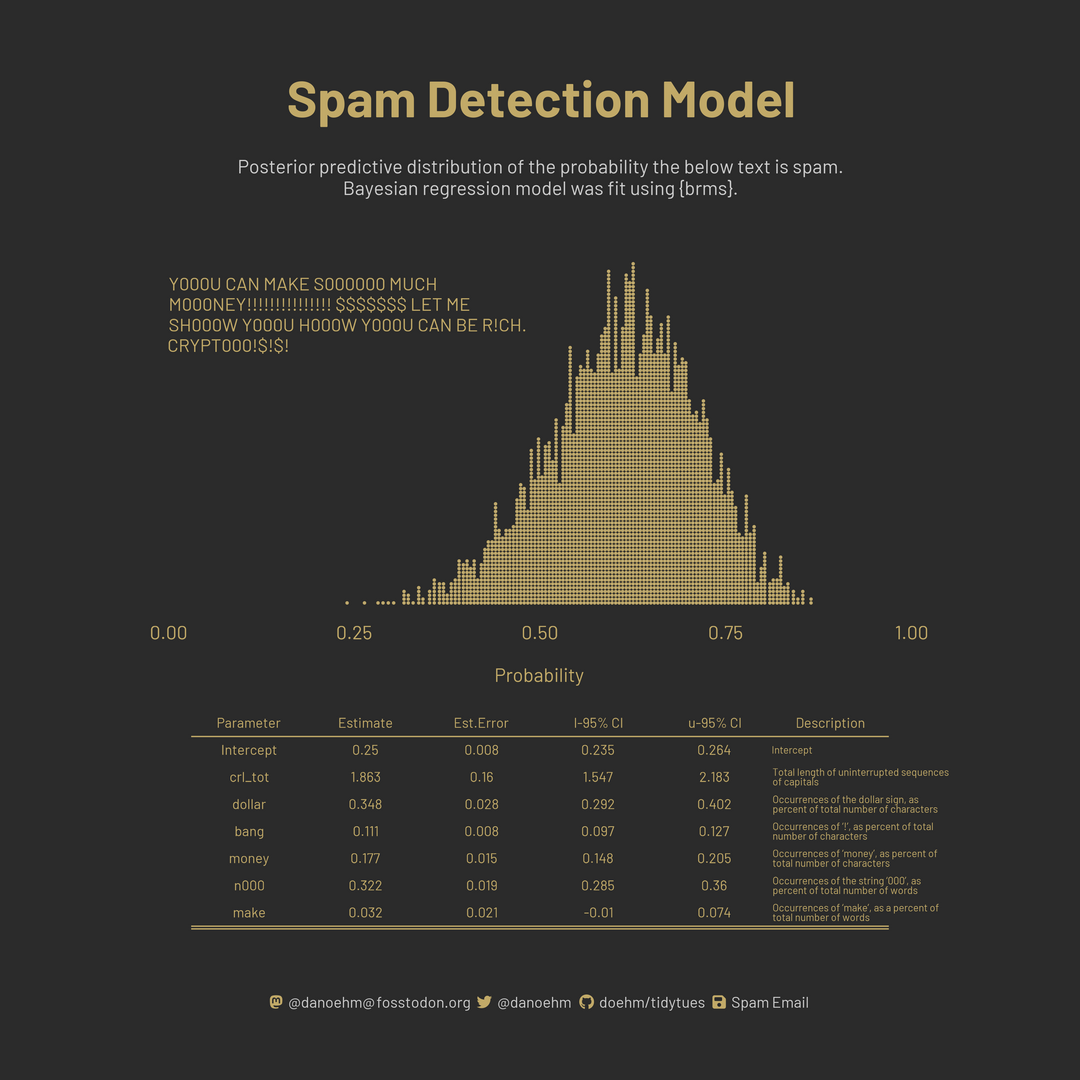 Spam Detection Model
Posterior predictive distribution of the probability the below text is spam.
Bayesian regression model was fit using {brms}.
YOOOU CAN MAKE SOOOOOO MUCH
MOOONEY!!!!!!!!!!!!!!! $$$$$$$ LET ME
SHOOOW YOOOU HOOOW YOOOU CAN BE R!CH.
CRYPTOOO!$!$!
0.00 0.25 0.50 0.75 1.00
Probability
Parameter Estimate Est.Error l-95% CI u-95% CI Description
Intercept 0.25 0.008 0.235 0.264 Intercept
crl_tot 1.863 0.16 1.547 2.183 Total length of uninterrupted sequences
of capitals
dollar 0.348 0.028 0.292 0.402 Occurrences of the dollar sign, as
percent of total number of characters
bang 0.111 0.008 0.097 0.127 Occurrences of '!', as percent of total
number of characters
money 0.177 0.015 0.148 0.205 Occurrences of 'money', as percent of
total number of characters
n000 0.322 0.019 0.285 0.36 Occurrences of the string '000', as
percent of total number of words
make 0.032 0.021 -0.01 0.074 Occurrences of 'make', as a percent of
total number of words
@danoehm@fosstodon.org @danoehm doehm/tidytues Spam Email